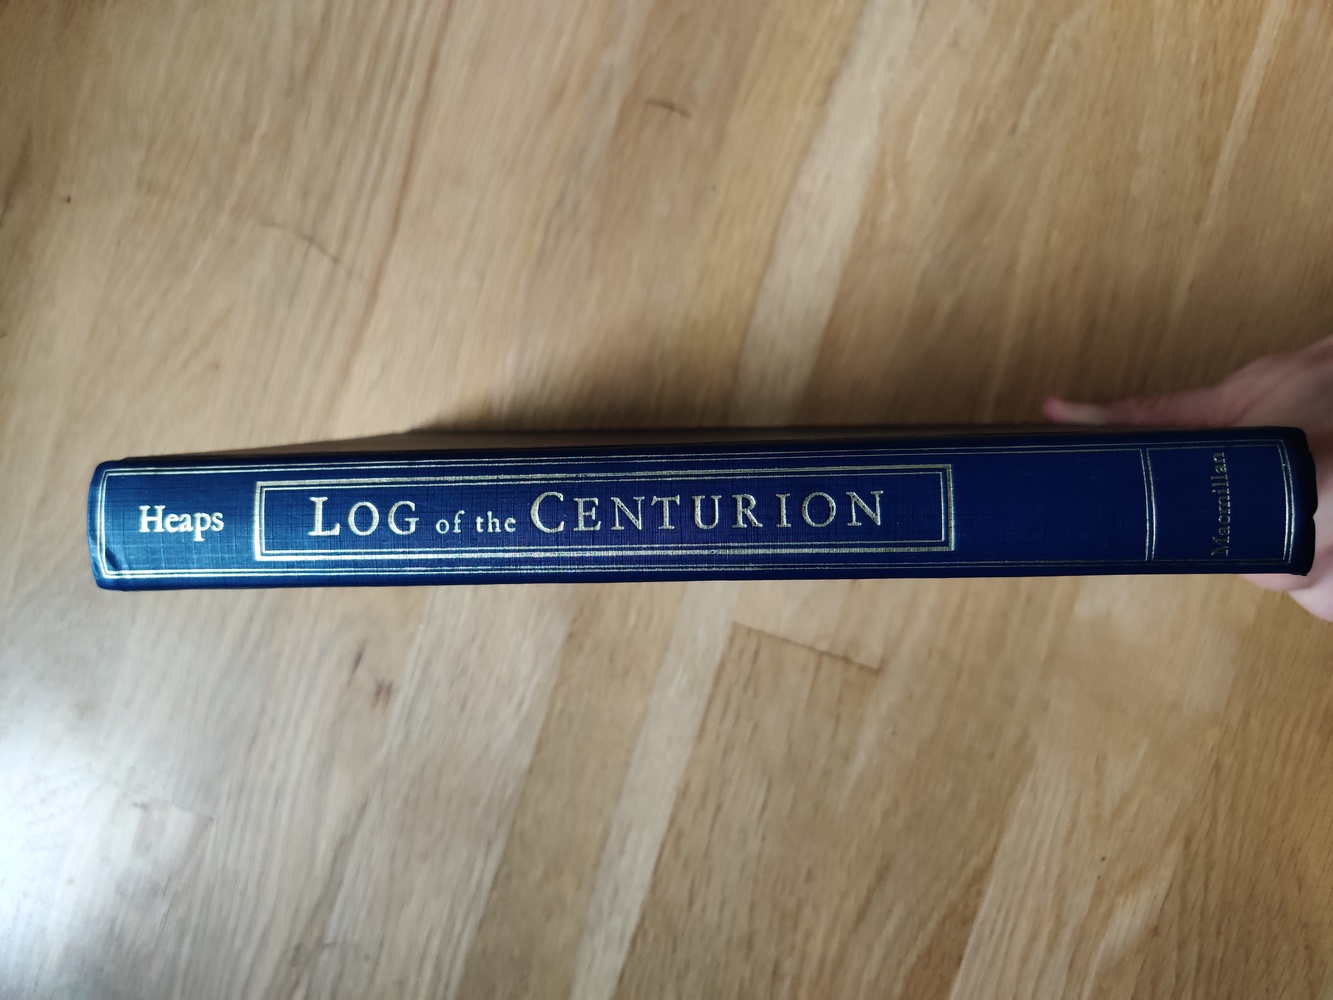 Heaps
LOG of the CENTURION
Macmillan